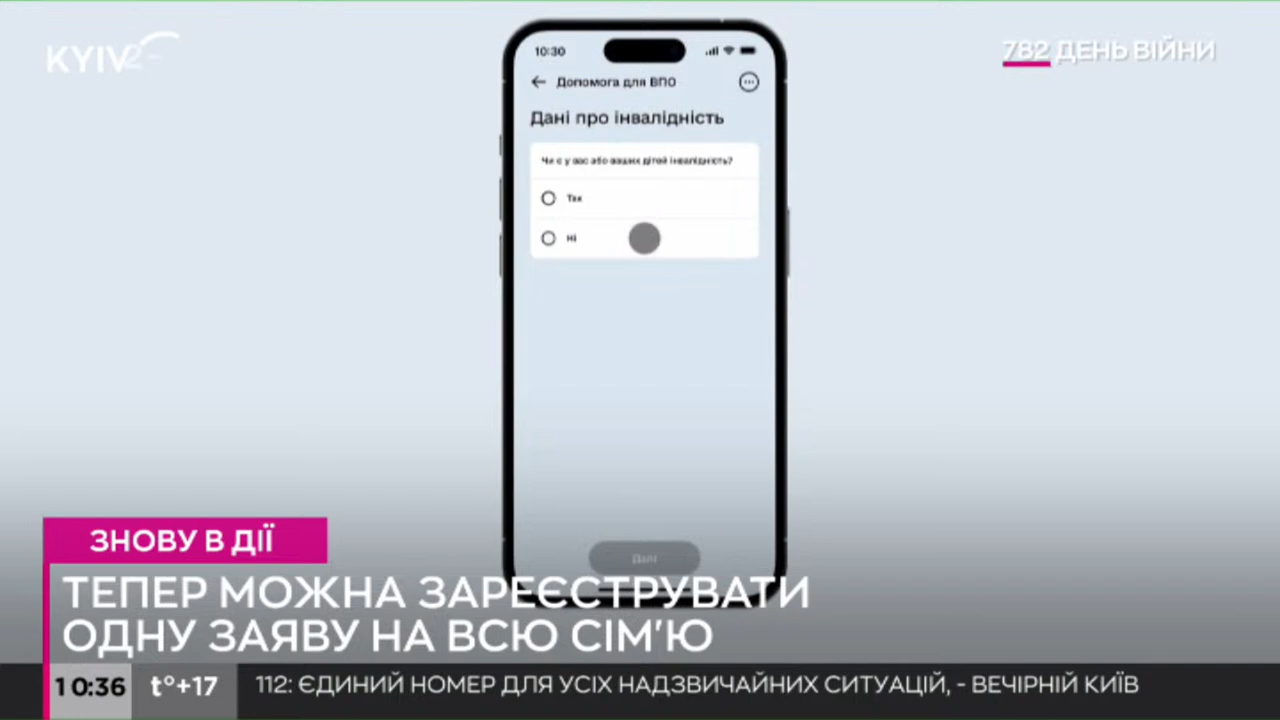 KYIV24
782 ДЕНЬ ВІЙНИ
10:30
Допомога для ВПО
Дані про інвалідність
Чи є у вас або ваших дітей інвалідність?
Так
Ні
Далі
ЗНОВУ В ДІЇ
ТЕПЕР МОЖНА ЗАРЕЄСТРУВАТИ
ОДНУ ЗАЯВУ НА ВСЮ СІМ'Ю
10:36
t°+17
112: ЄДИНИЙ НОМЕР ДЛЯ УСІХ НАДЗВИЧАЙНИХ СИТУАЦІЙ, - ВЕЧІРНІЙ КИЇВ